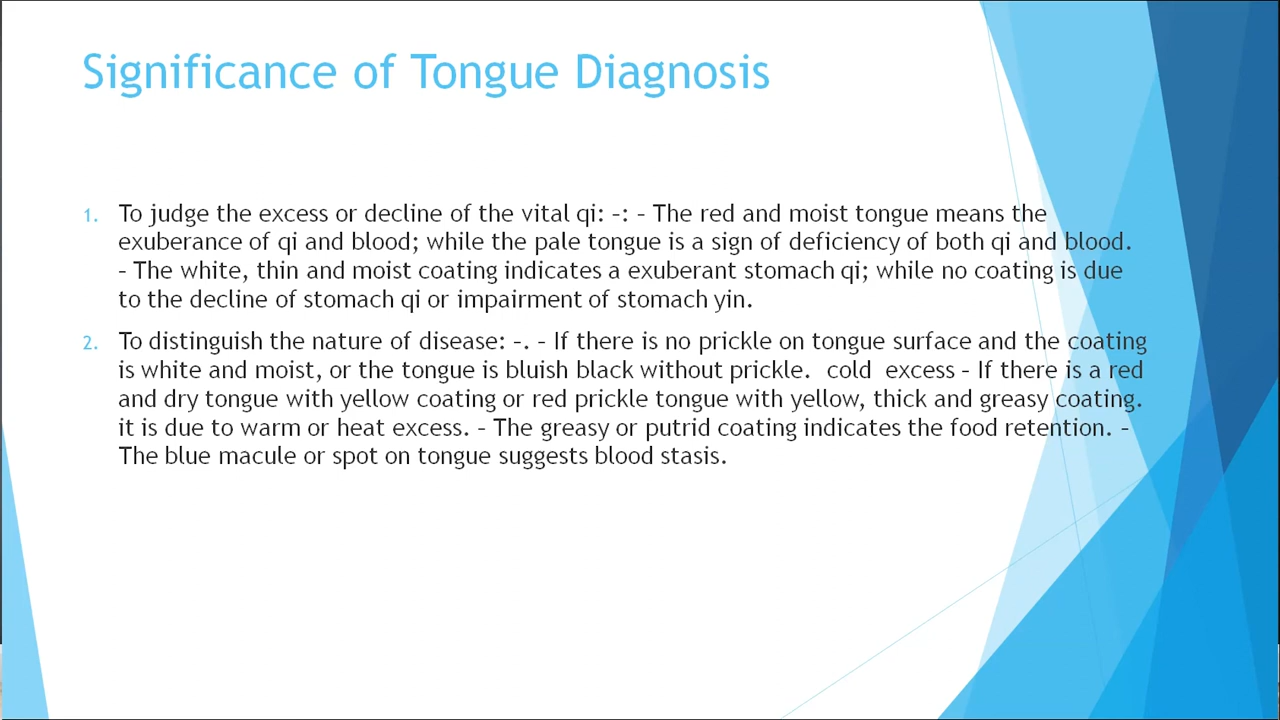 Significance of Tongue Diagnosis
1. To judge the excess or decline of the vital qi: -: - The red and moist tongue means the
exuberance of qi and blood; while the pale tongue is a sign of deficiency of both qi and blood.
- The white, thin and moist coating indicates a exuberant stomach qi; while no coating is due
to the decline of stomach qi or impairment of stomach yin.
2. To distinguish the nature of disease: -. - If there is no prickle on tongue surface and the coating
is white and moist, or the tongue is bluish black without prickle.  cold  excess - If there is a red
and dry tongue with yellow coating or red prickle tongue with yellow, thick and greasy coating.
it is due to warm or heat excess. - The greasy or putrid coating indicates the food retention. -
The blue macule or spot on tongue suggests blood stasis.